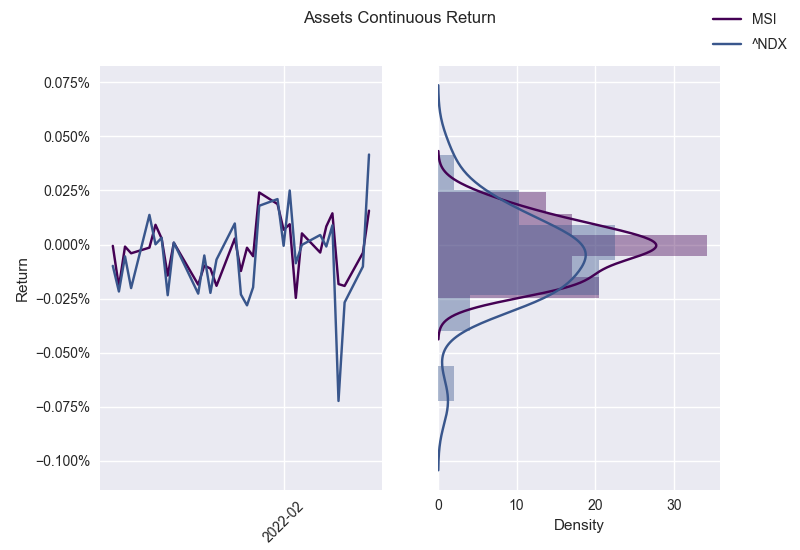 Assets Continuous Return
MSI
^NDX
0.075%
0.050%
0.025%
0.000%
−0.025%
−0.050%
−0.075%
−0.100%
Return
2022-02
0 10 20 30
Density